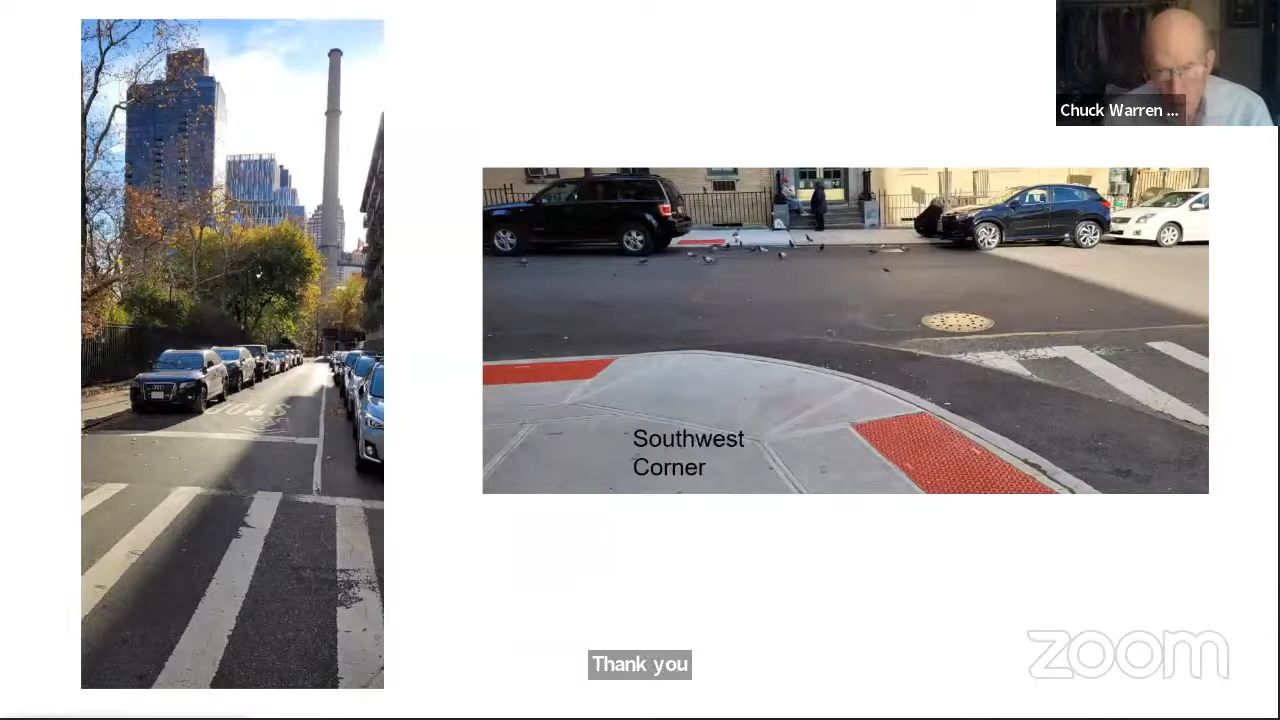 Chuck Warren ...
Southwest
Corner
Thank you
zoom